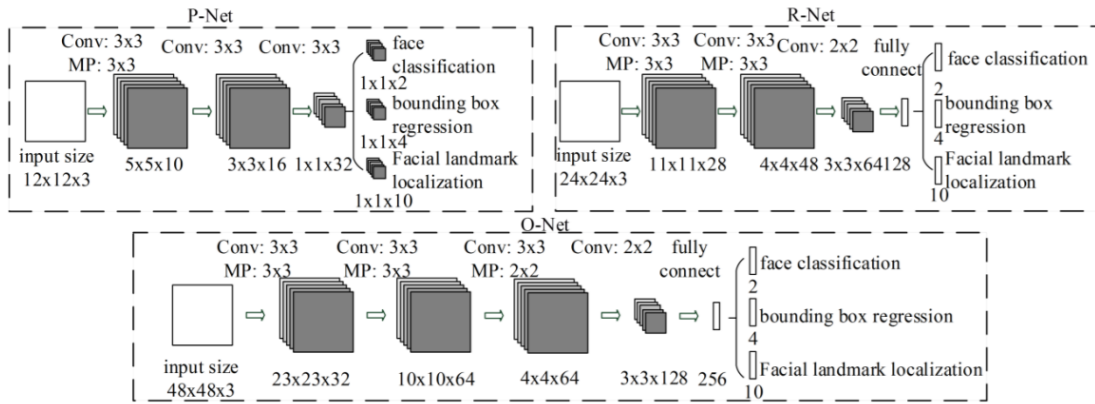 P-Net
Conv: 3x3 Conv: 3x3 Conv: 3x3
MP: 3x3
face
classification
1x1x2
bounding box
regression
1x1x4
Facial landmark
localization
1x1x10
input size
12x12x3
5x5x10 3x3x16 1x1x32
R-Net
Conv: 3x3 Conv: 3x3 Conv: 2x2 fully
MP: 3x3 MP: 3x3 connect
face classification
2
bounding box
regression
4
Facial landmark
localization
10
input size
24x24x3
11x11x28 4x4x48 3x3x64 128
O-Net
Conv: 3x3 Conv: 3x3 Conv: 3x3 Conv: 2x2 fully
MP: 3x3 MP: 3x3 MP: 2x2 connect
face classification
2
bounding box regression
4
Facial landmark localization
10
input size
48x48x3
23x23x32 10x10x64 4x4x64 3x3x128 256